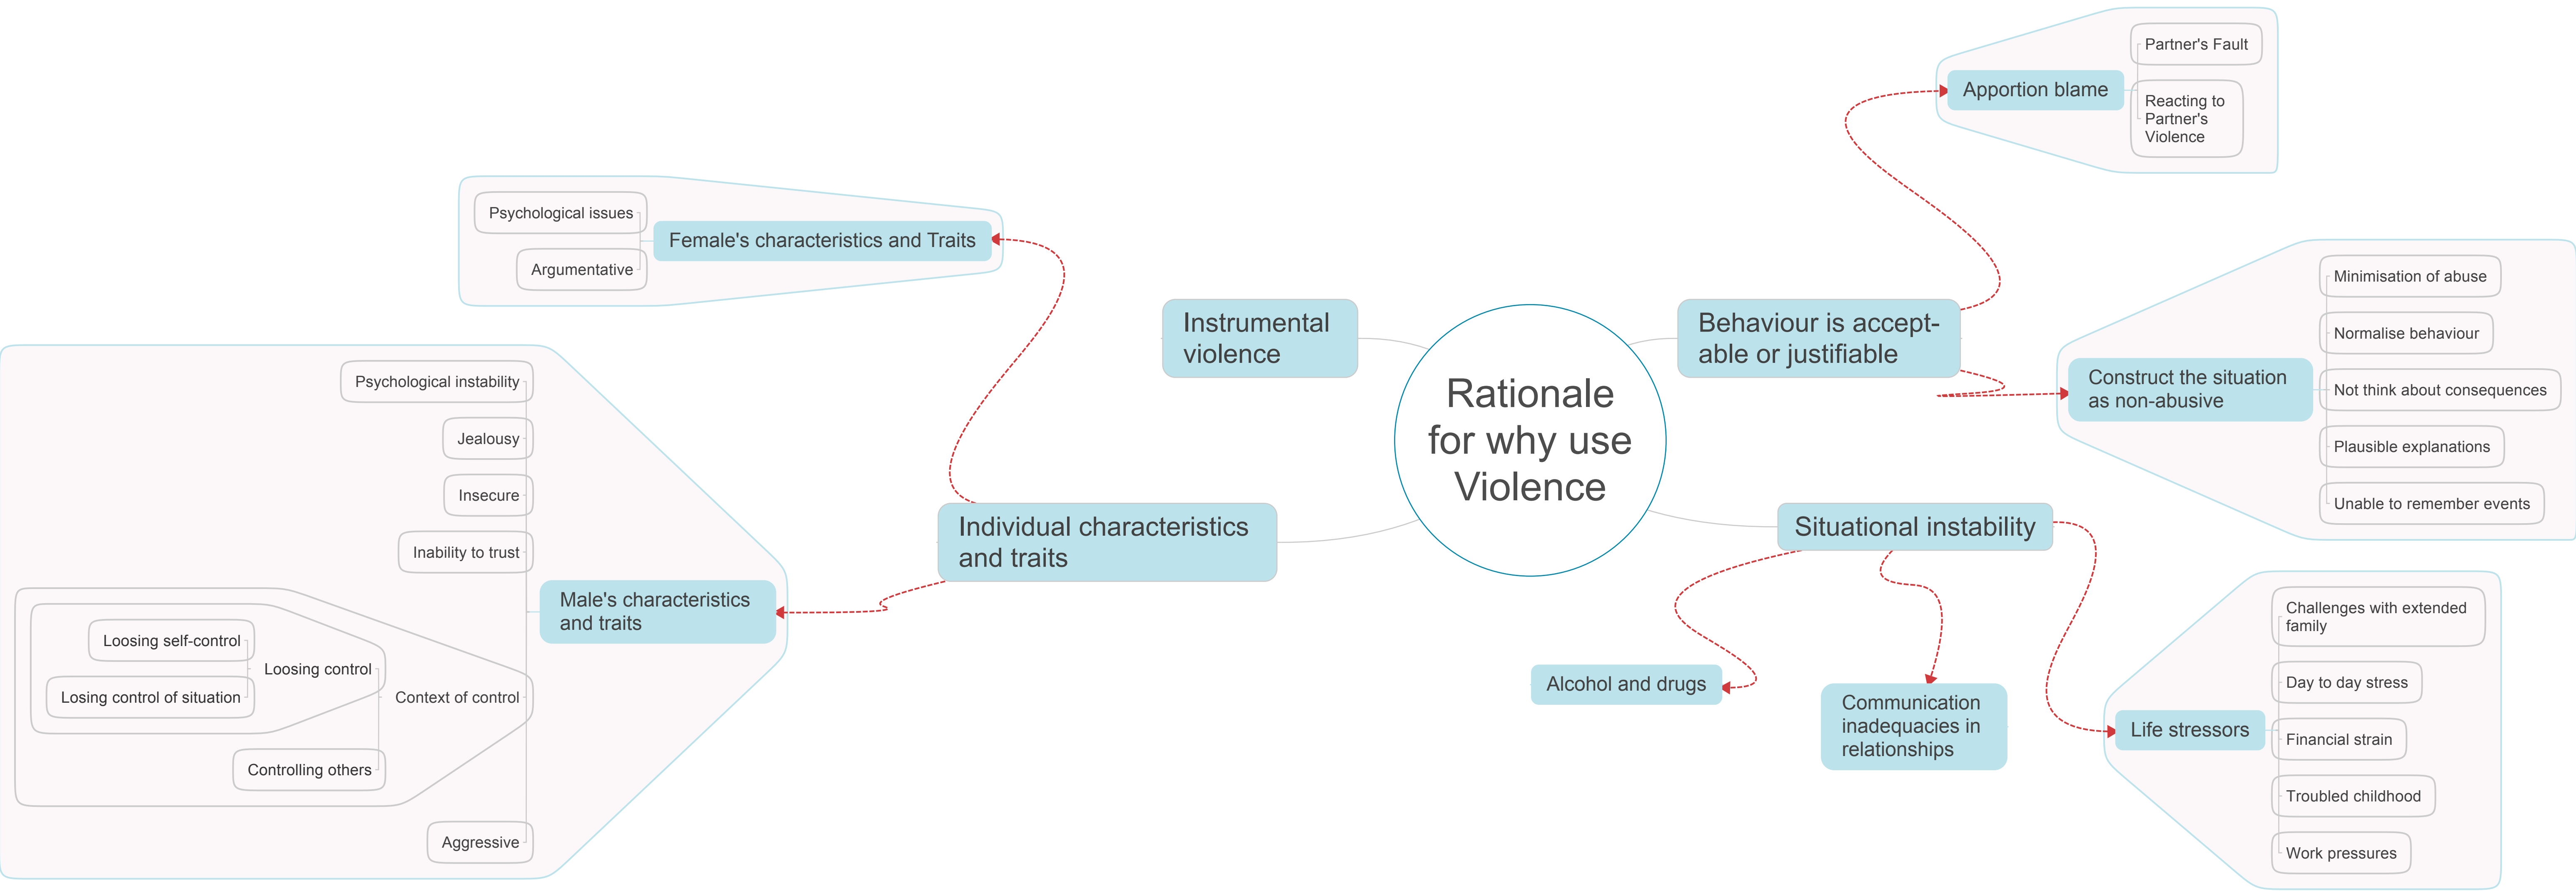 Rationale
for why use
Violence
Instrumental
violence
Individual characteristics
and traits
Female's characteristics and Traits
Psychological issues
Argumentative
Male's characteristics
and traits
Psychological instability
Jealousy
Insecure
Inability to trust
Context of control
Loosing control
Loosing self-control
Losing control of situation
Controlling others
Aggressive
Behaviour is accept-
able or justifiable
Apportion blame
Partner's Fault
Reacting to
Partner's
Violence
Construct the situation
as non-abusive
Minimisation of abuse
Normalise behaviour
Not think about consequences
Plausible explanations
Unable to remember events
Situational instability
Alcohol and drugs
Communication
inadequacies in
relationships
Life stressors
Challenges with extended
family
Day to day stress
Financial strain
Troubled childhood
Work pressures